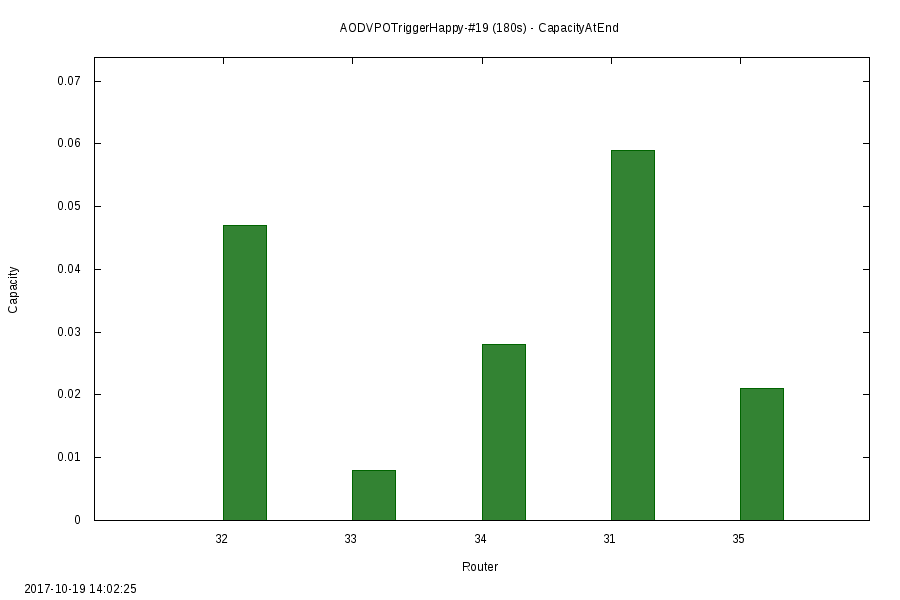 AODVPOTriggerHappy-#19 (180s) - CapacityAtEnd
0.07
0.06
0.05
0.04
0.03
0.02
0.01
0
Capacity
32 33 34 31 35
Router
2017-10-19 14:02:25